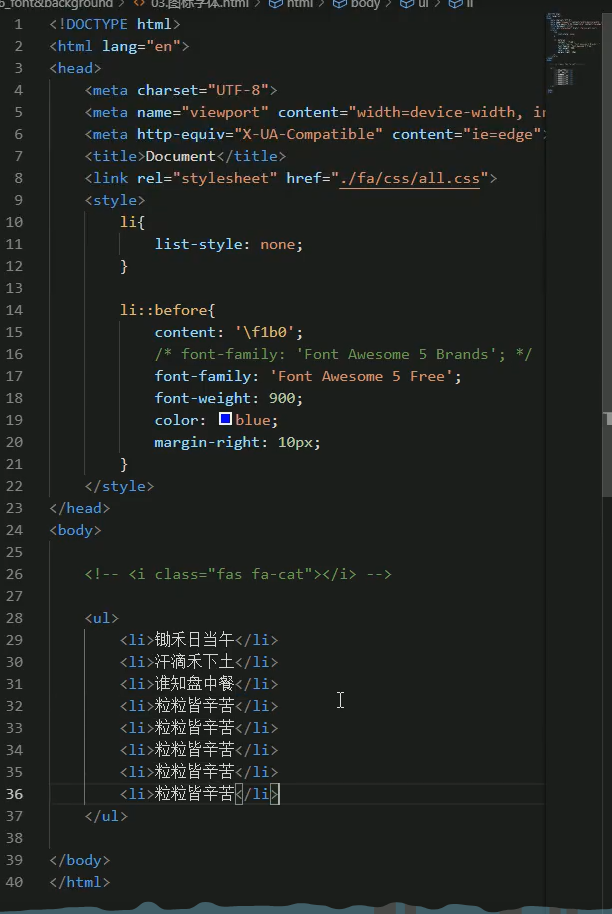 6_font&background > <> 03.图标字体.html > html > body > ul > li
1 <!DOCTYPE html>
2 <html lang="en">
3 <head>
4 <meta charset="UTF-8">
5 <meta name="viewport" content="width=device-width, in
6 <meta http-equiv="X-UA-Compatible" content="ie=edge">
7 <title>Document</title>
8 <link rel="stylesheet" href="./fa/css/all.css">
9 <style>
10 li{
11 list-style: none;
12 }
13
14 li::before{
15 content: '\f1b0';
16 /* font-family: 'Font Awesome 5 Brands'; */
17 font-family: 'Font Awesome 5 Free';
18 font-weight: 900;
19 color: blue;
20 margin-right: 10px;
21 }
22 </style>
23 </head>
24 <body>
25
26 <!-- <i class="fas fa-cat"></i> -->
27
28 <ul>
29 <li>锄禾日当午</li>
30 <li>汗滴禾下土</li>
31 <li>谁知盘中餐</li>
32 <li>粒粒皆辛苦</li>
33 <li>粒粒皆辛苦</li>
34 <li>粒粒皆辛苦</li>
35 <li>粒粒皆辛苦</li>
36 <li>粒粒皆辛苦</li>
37 </ul>
38
39 </body>
40 </html>